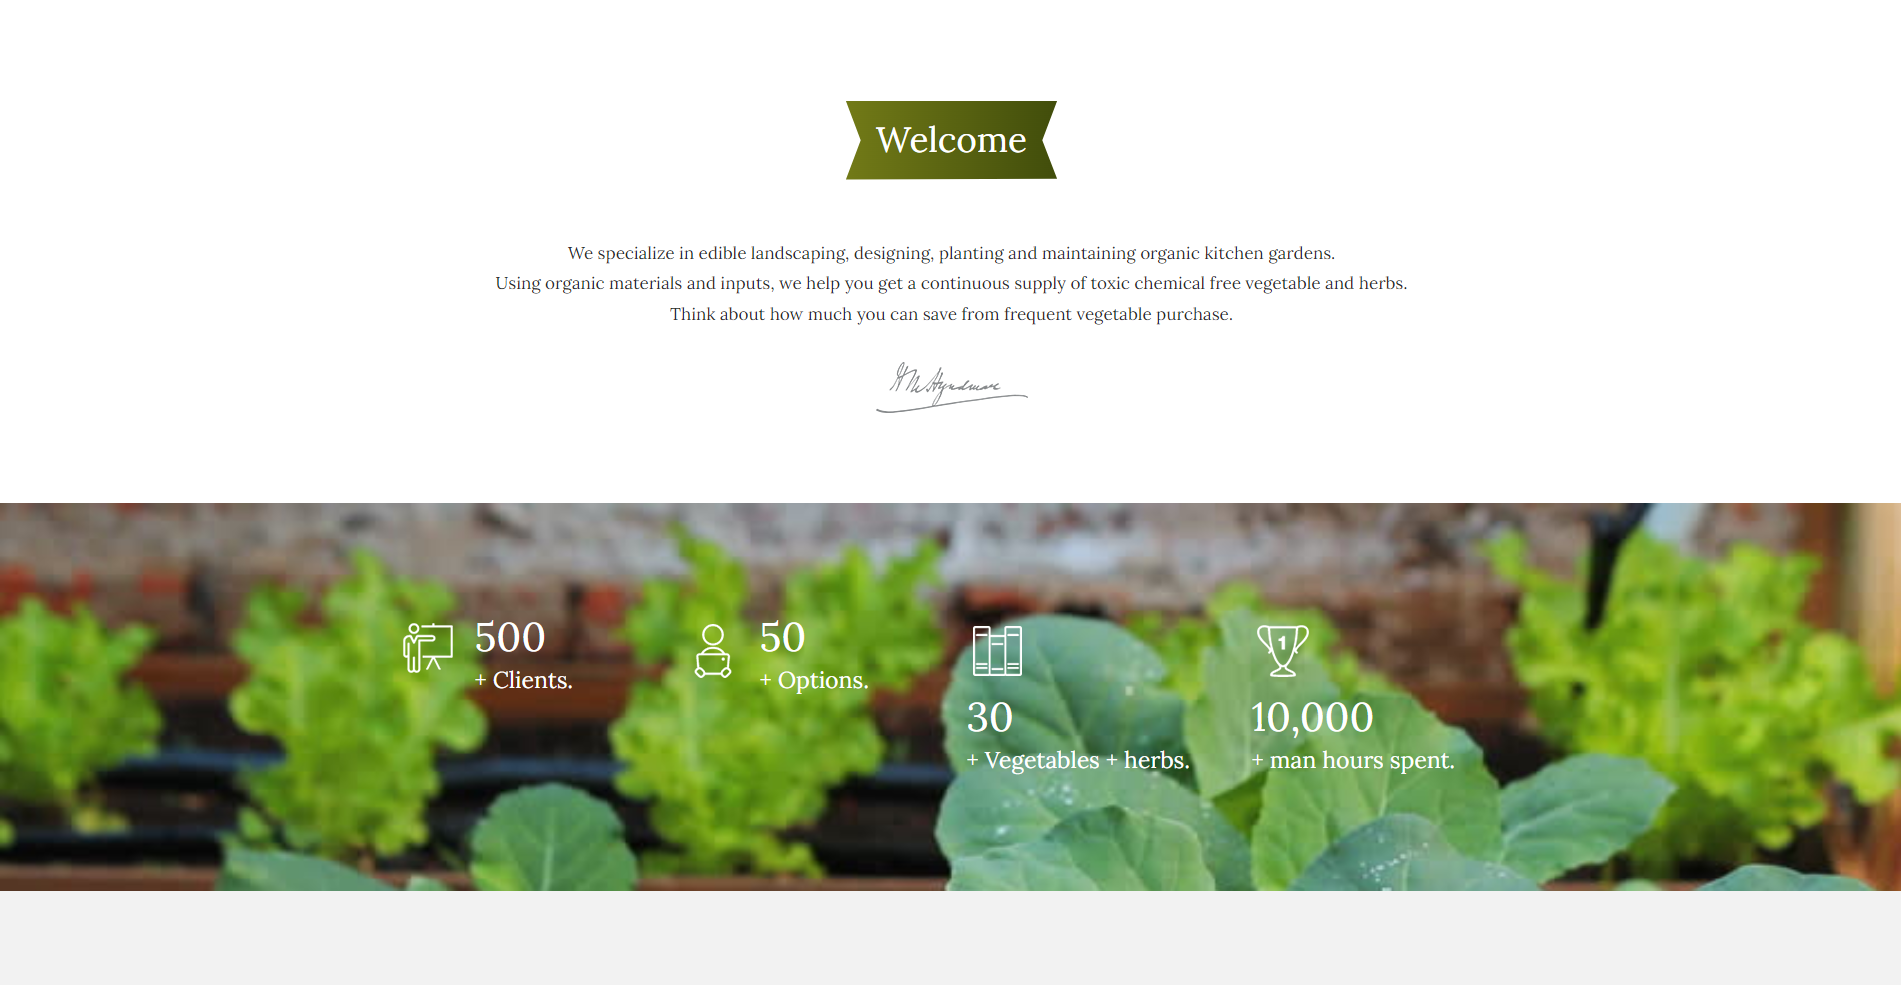 Welcome
We specialize in edible landscaping, designing, planting and maintaining organic kitchen gardens.
Using organic materials and inputs, we help you get a continuous supply of toxic chemical free vegetable and herbs.
Think about how much you can save from frequent vegetable purchase.
500
+ Clients.
50
+ Options.
1
30
+ Vegetables + herbs.
10,000
+ man hours spent.